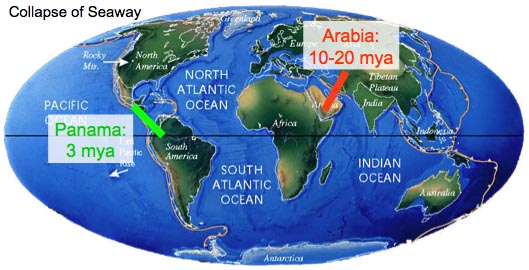 Collapse of Seaway
Greenland
Arabia:
10-20 mya
Rocky
Mts.
North
America
Europe
NORTH
ATLANTIC
OCEAN
Tibetan
Plateau
India
PACIFIC
OCEAN
Panama:
3 mya
Africa
Arabia
East
Pacific
Rise
South
America
Indonesia
SOUTH
ATLANTIC
OCEAN
INDIAN
OCEAN
Australia
Antarctica